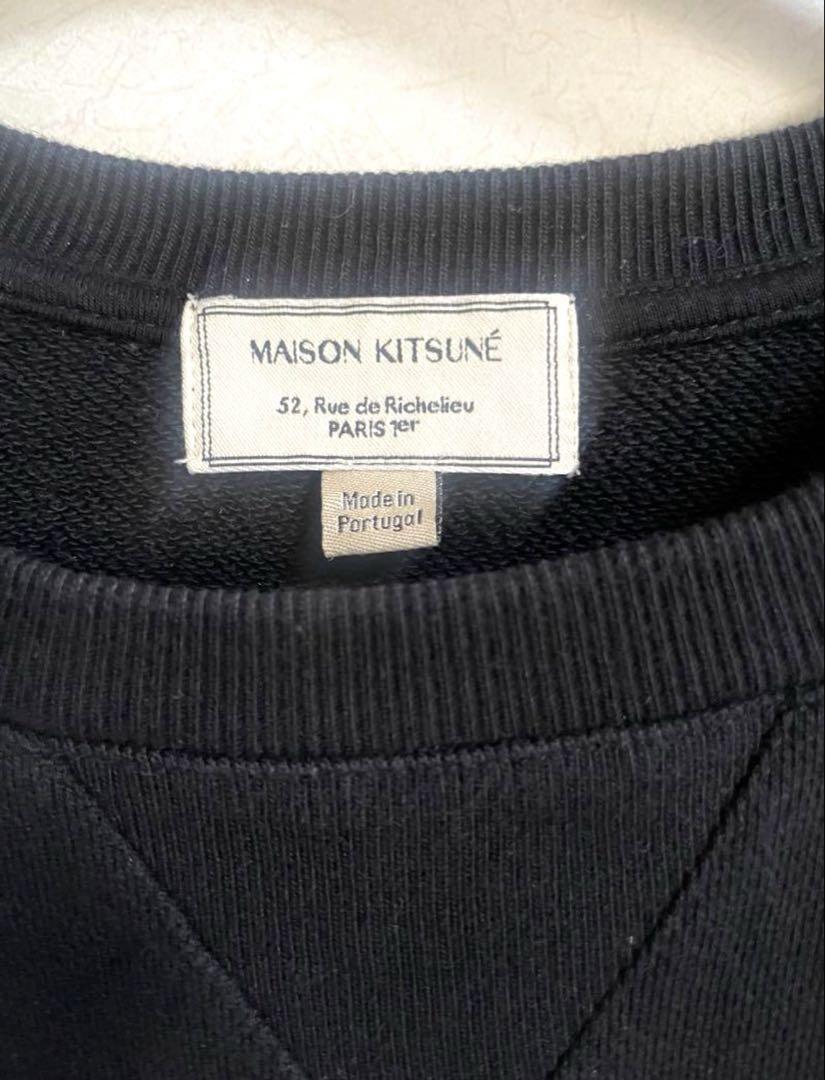 MAISON KITSUNÉ
52, Rue de Richelieu
PARIS 1er
Made in
Portugal